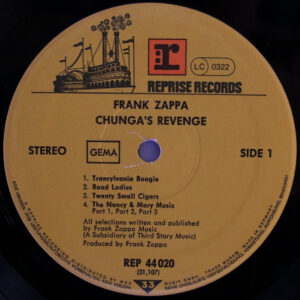 r
LC 0322
REPRISE RECORDS
FRANK ZAPPA
CHUNGA'S REVENGE
STEREO
GEMA
SIDE 1
1. Transylvania Boogie
2. Road Ladies
3. Twenty Small Cigars
4. The Nancy & Mary Music
Part 1, Part 2, Part 3
All selections written and published
by Frank Zappa Music
(A Subsidiary of Third Story Music)
Produced by Frank Zappa
REP 44 020
(31,107)
33